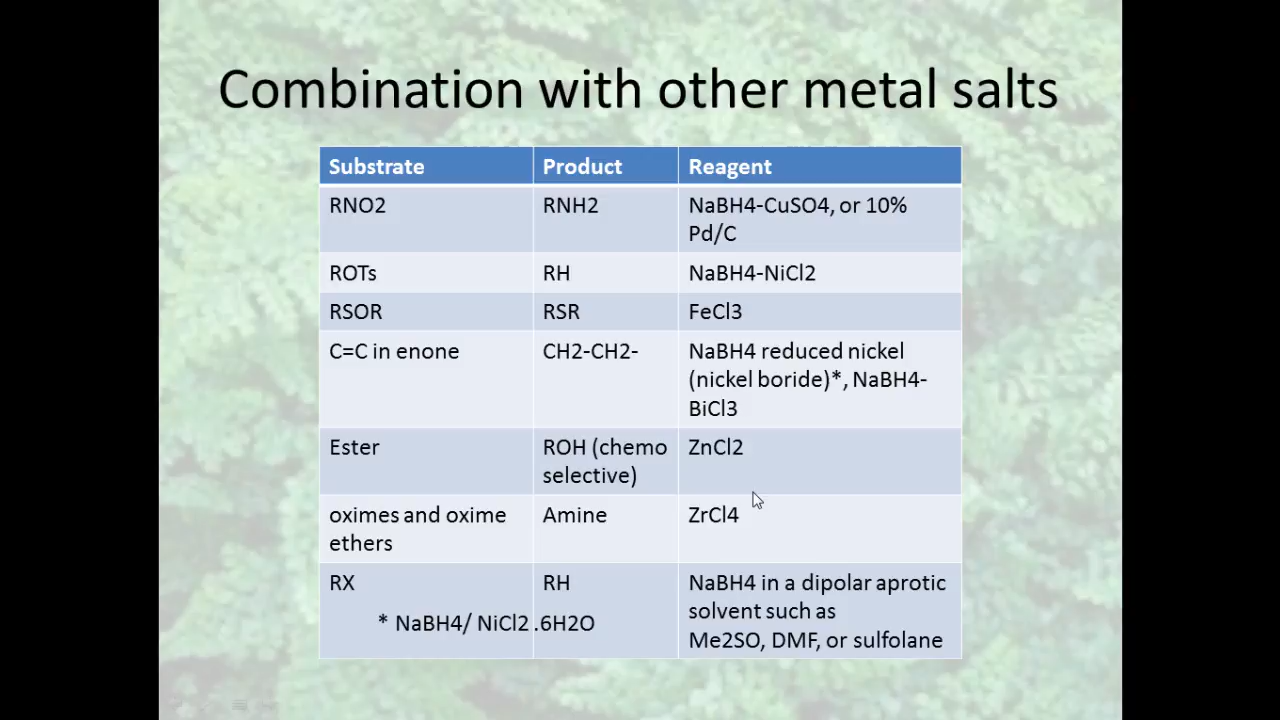 Combination with other metal salts
Substrate Product Reagent
RNO2 RNH2 NaBH4-CuSO4, or 10%
Pd/C
ROTs RH NaBH4-NiCl2
RSOR RSR FeCl3
C=C in enone CH2-CH2- NaBH4 reduced nickel
(nickel boride)*, NaBH4-
BiCl3
Ester ROH (chemo ZnCl2
selective)
oximes and oxime Amine ZrCl4
ethers
RX RH NaBH4 in a dipolar aprotic
solvent such as
* NaBH4/ NiCl2 .6H2O
Me2SO, DMF, or sulfolane